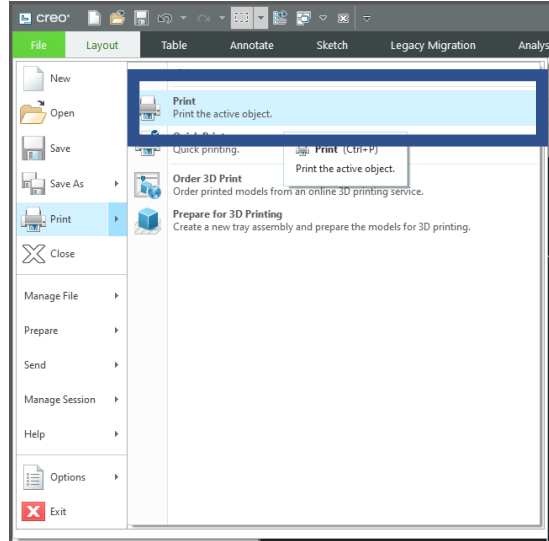 creo®
File Layout Table Annotate Sketch Legacy Migration Analys
New
Open
Save
Save As
Print
Close
Manage File
Prepare
Send
Manage Session
Help
Options
Exit
Print
Print the active object.
Quick printing.
Print (Ctrl+P)
Print the active object.
Order 3D Print
Order printed models from an online 3D printing service.
Prepare for 3D Printing
Create a new tray assembly and prepare the models for 3D printing.